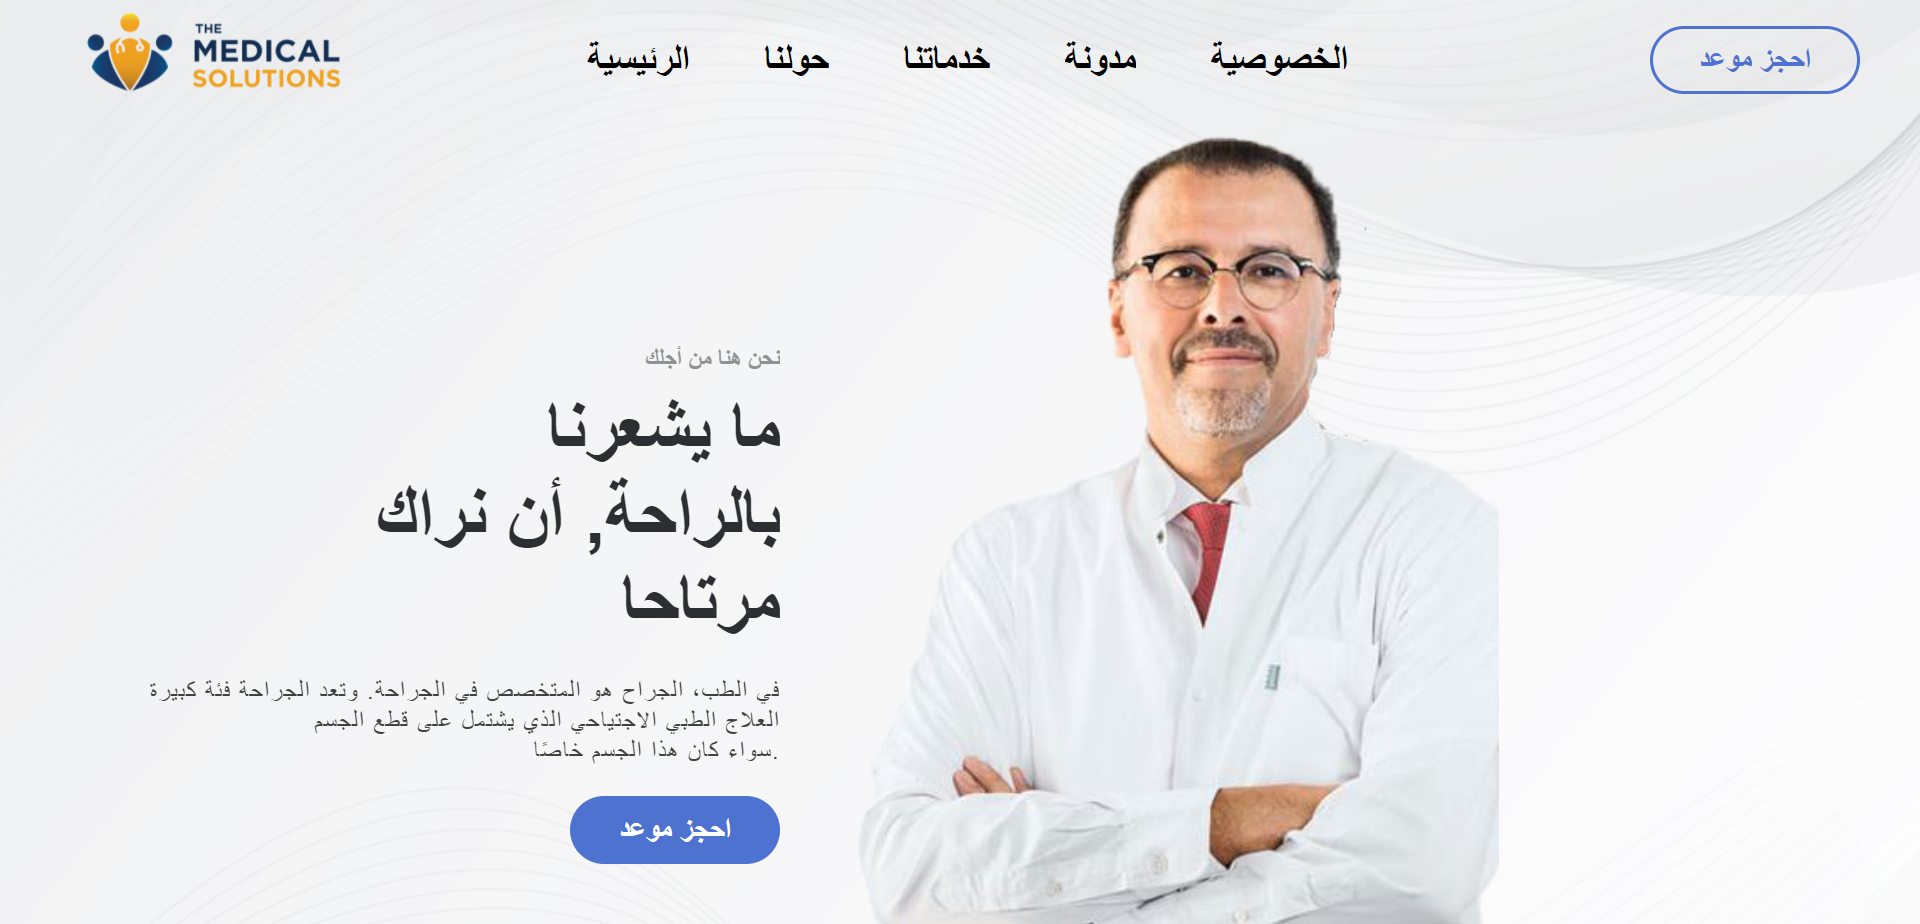 THE
MEDICAL
SOLUTIONS
الرئيسية
حولنا
خدماتنا
مدونة
الخصوصية
احجز موعد
نحن هنا من أجلك
ما يشعرنا
بالراحة, أن نراك
مرتاحا
في الطب، الجراح هو المتخصص في الجراحة. وتعد الجراحة فئة كبيرة
العلاج الطبي الاجتياحي الذي يشتمل على قطع الجسم
.سواء كان هذا الجسم خاصًا
احجز موعد